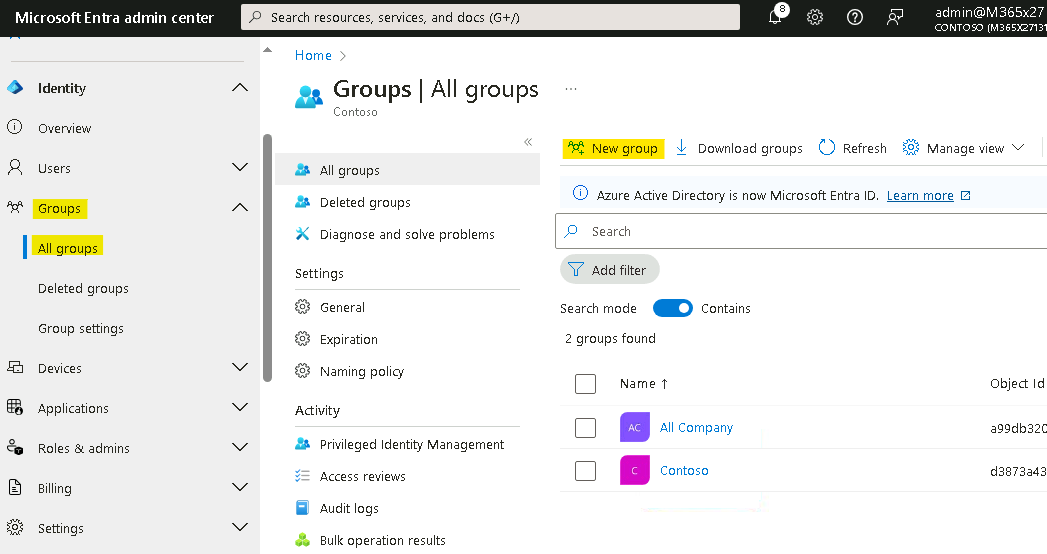 Microsoft Entra admin center
Search resources, services, and docs (G+/)
8
admin@M365x27
CONTOSO (M365X27131
Identity
Overview
Users
Groups
All groups
Deleted groups
Group settings
Devices
Applications
Roles & admins
Billing
Settings
Home >
Groups | All groups ...
Contoso
«
All groups
Deleted groups
Diagnose and solve problems
Settings
General
Expiration
Naming policy
Activity
Privileged Identity Management
Access reviews
Audit logs
Bulk operation results
New group Download groups Refresh Manage view
Azure Active Directory is now Microsoft Entra ID. Learn more
Search
Add filter
Search mode Contains
2 groups found
Name ↑ Object Id
AC All Company a99db320
C Contoso d3873a43